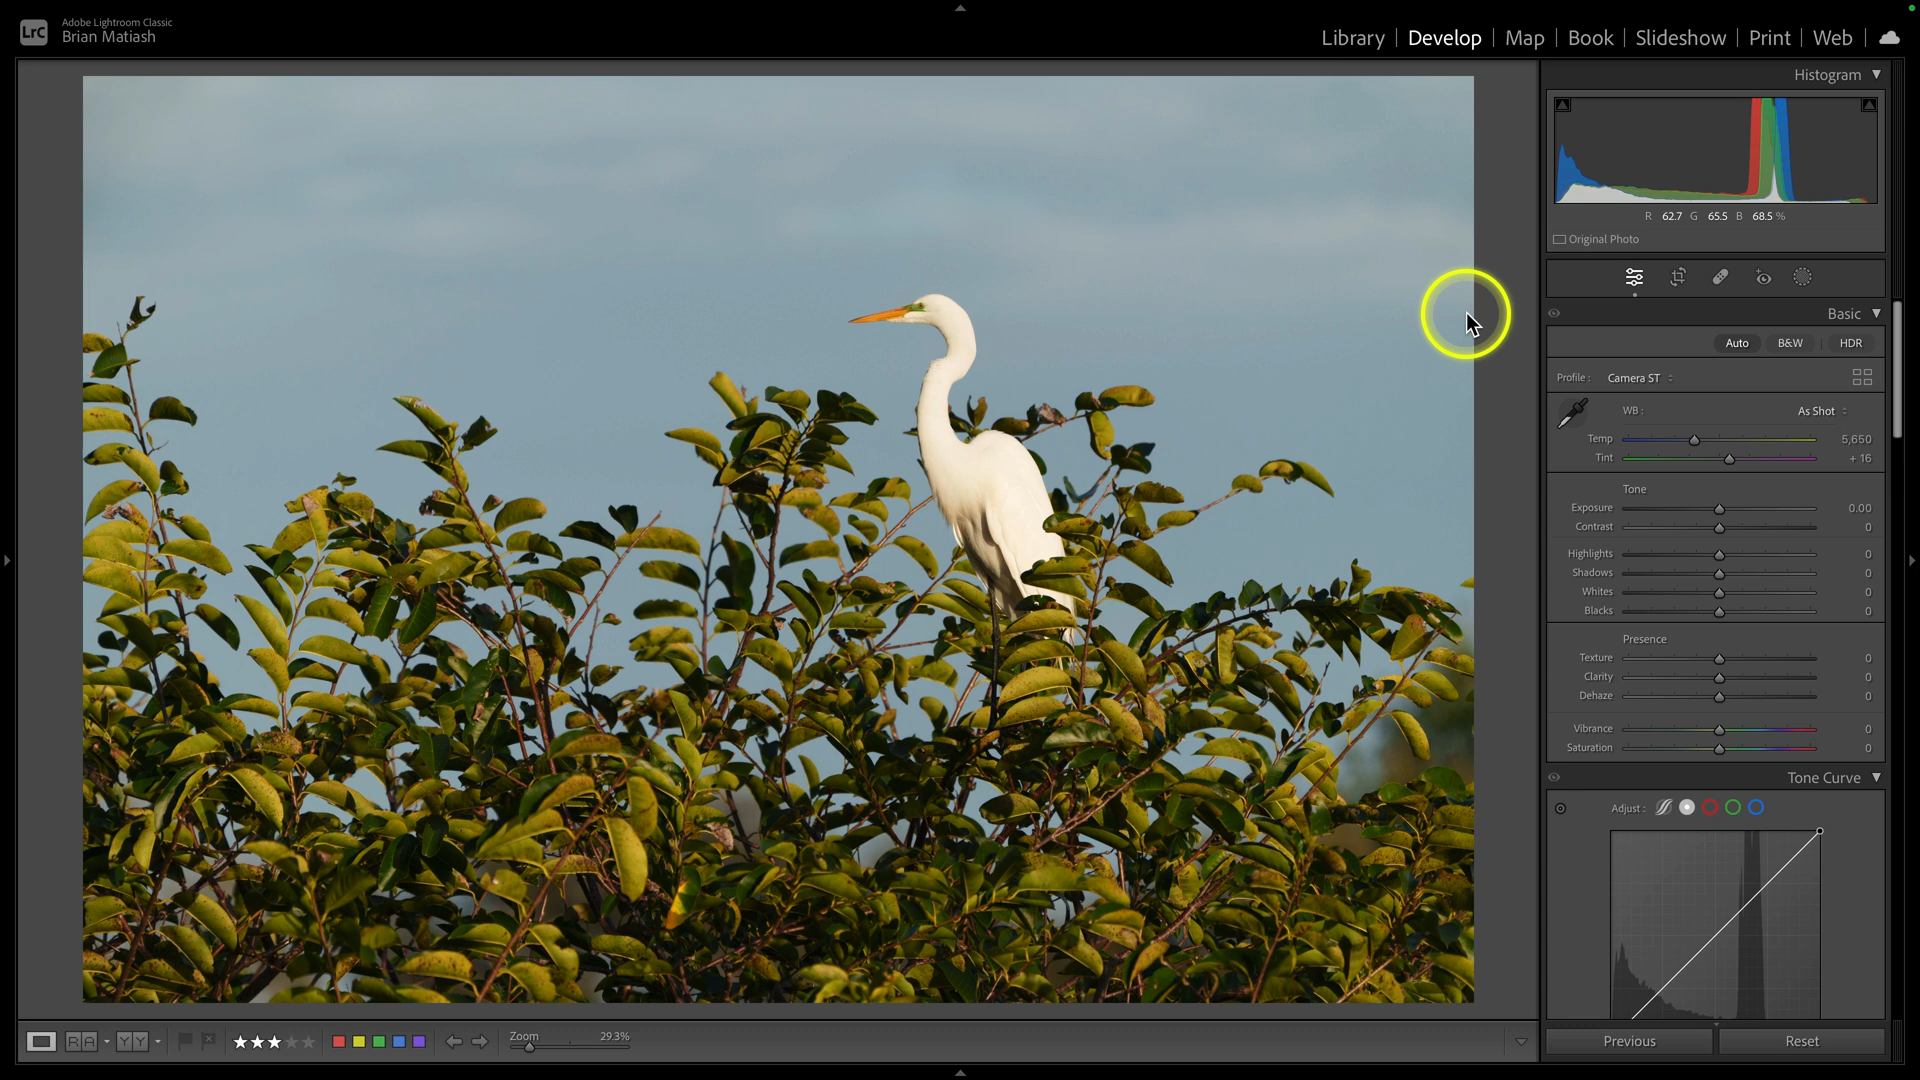 Adobe Lightroom Classic
LrC
Brian Matiash
Library | Develop | Map | Book | Slideshow | Print | Web |
Histogram
R 62.7 G 65.5 B 68.5 %
Original Photo
Basic
Auto B&W | HDR
Profile : Camera ST
WB : As Shot
Temp 5,650
Tint + 16
Tone
Exposure 0.00
Contrast 0
Highlights 0
Shadows 0
Whites 0
Blacks 0
Presence
Texture 0
Clarity 0
Dehaze 0
Vibrance 0
Saturation 0
Tone Curve
Adjust :
RA YY Zoom 29.3%
Previous Reset